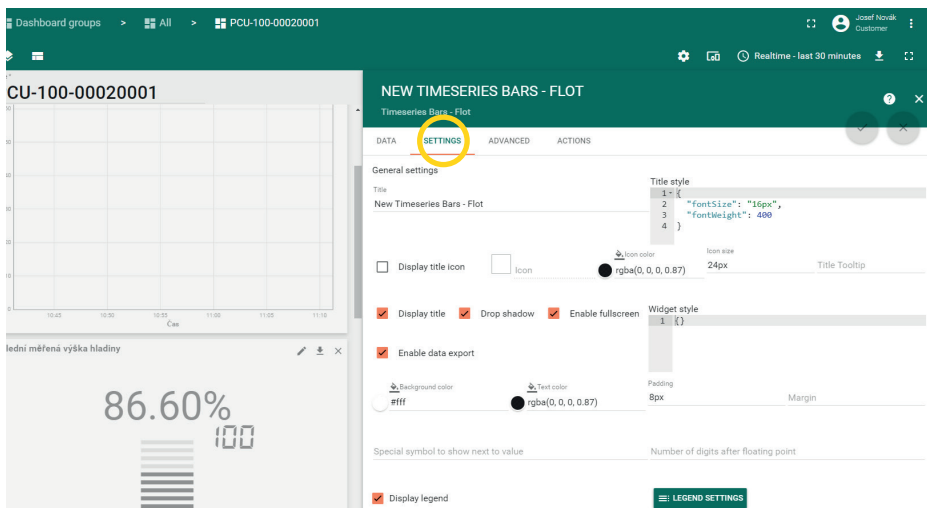 Dashboard groups > All > PCU-100-00020001
Josef Novák
Customer
Realtime - last 30 minutes
CU-100-00020001
NEW TIMESERIES BARS - FLOT
Timeseries Bars - Flot
DATA SETTINGS ADVANCED ACTIONS
General settings
Title
New Timeseries Bars - Flot
Title style
1 {
2 "fontSize": "16px",
3 "fontWeight": 400
4 }
Display title icon
Icon
Icon color
rgba(0, 0, 0, 0.87)
Icon size
24px
Title Tooltip
10:45 10:50 10:55 11:00 11:05 11:10
Čas
Display title Drop shadow Enable fullscreen
Widget style
1 {}
Enable data export
lední měřená výška hladiny
86.60%
100
Background color
#fff
Text color
rgba(0, 0, 0, 0.87)
Padding
8px
Margin
Special symbol to show next to value
Number of digits after floating point
Display legend
LEGEND SETTINGS